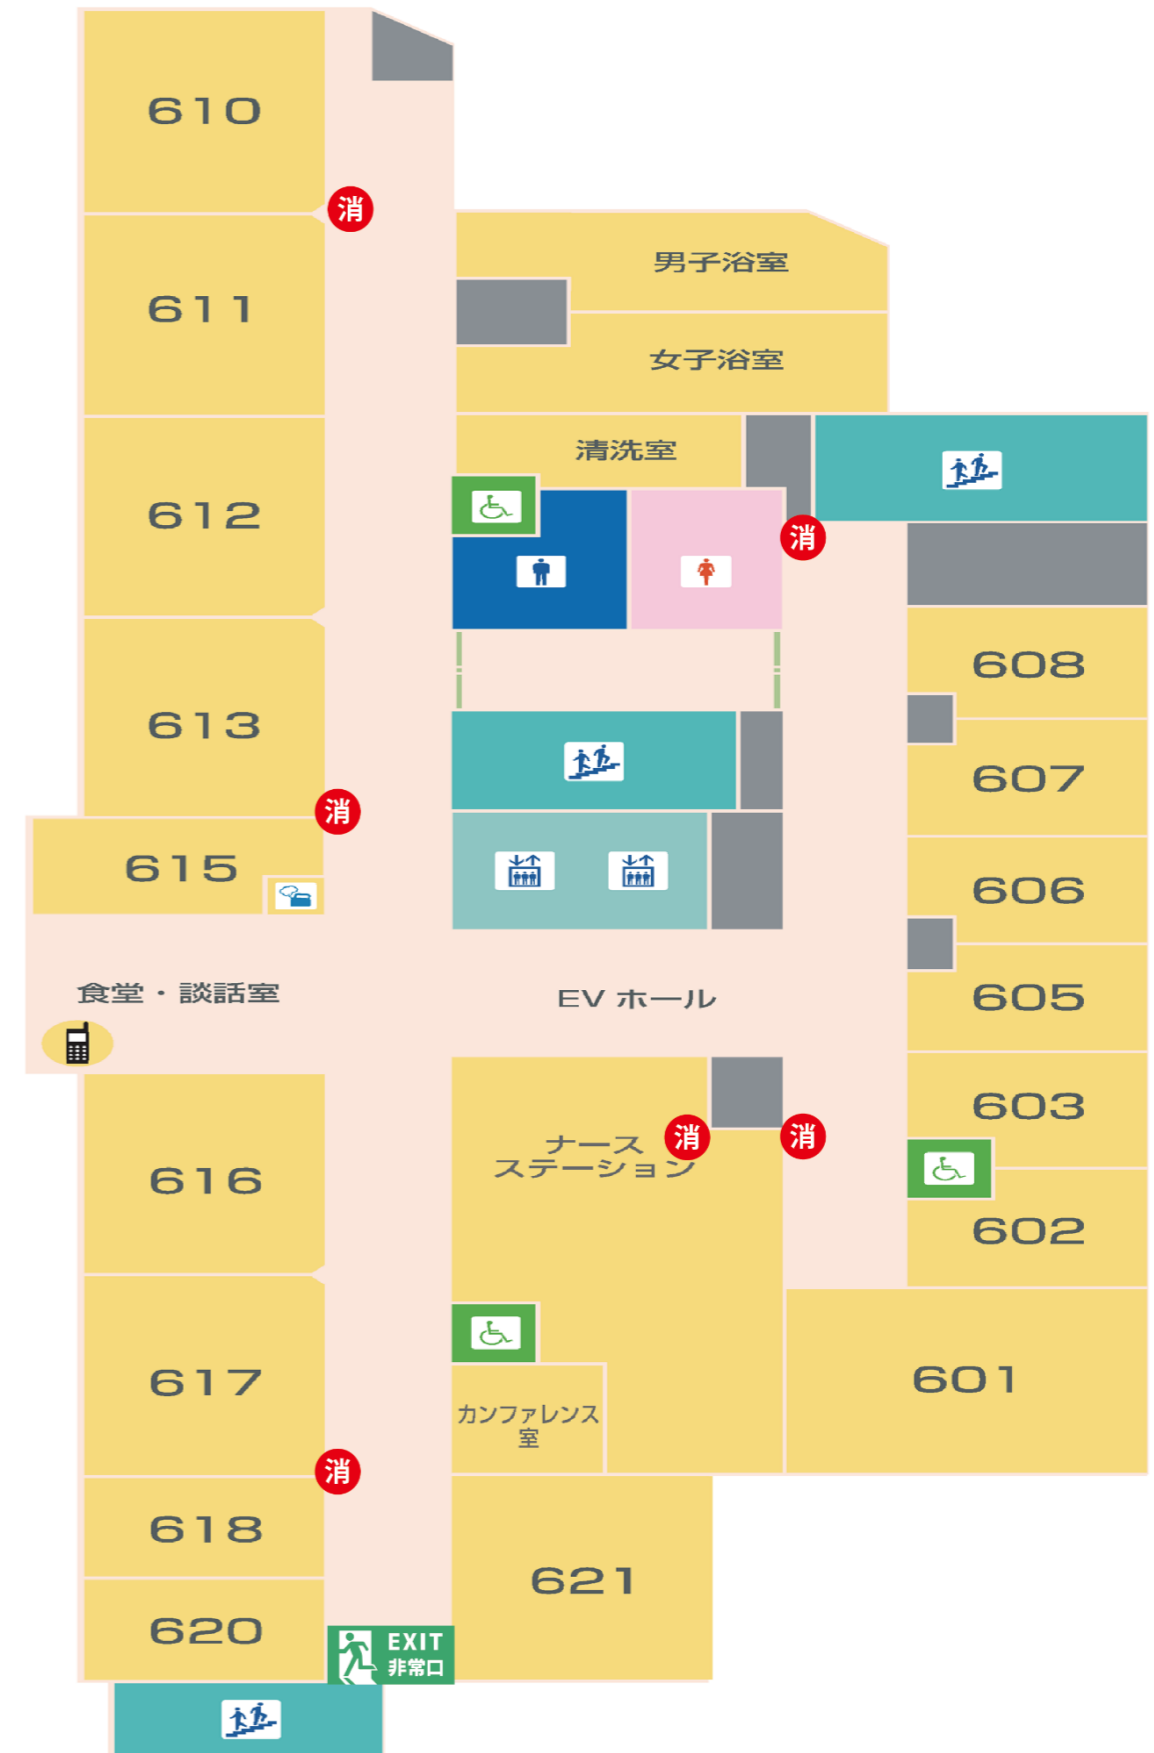 610
消
611
男子浴室
女子浴室
清洗室
612
消
608
613
607
消
615
606
食堂・談話室
EV ホール
605
603
消
消
ナース
ステーション
616
602
617
601
カンファレンス
室
消
618
621
620
EXIT
非常口